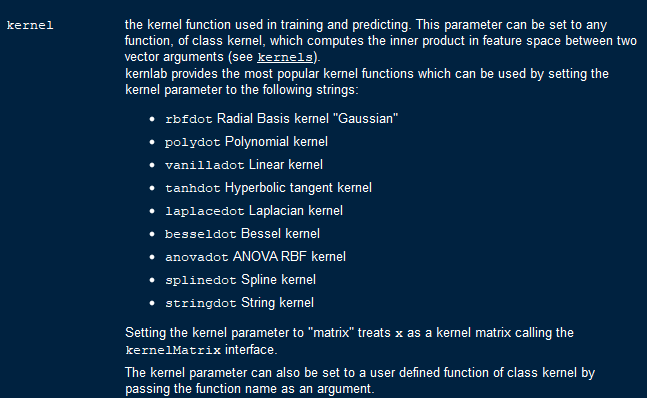 kernel the kernel function used in training and predicting. This parameter can be set to any
function, of class kernel, which computes the inner product in feature space between two
vector arguments (see kernels).
kernlab provides the most popular kernel functions which can be used by setting the
kernel parameter to the following strings:
• rbfdot Radial Basis kernel "Gaussian"
• polydot Polynomial kernel
• vanilladot Linear kernel
• tanhdot Hyperbolic tangent kernel
• laplacedot Laplacian kernel
• besseldot Bessel kernel
• anovadot ANOVA RBF kernel
• splinedot Spline kernel
• stringdot String kernel
Setting the kernel parameter to "matrix" treats x as a kernel matrix calling the
kernelMatrix interface.
The kernel parameter can also be set to a user defined function of class kernel by
passing the function name as an argument.